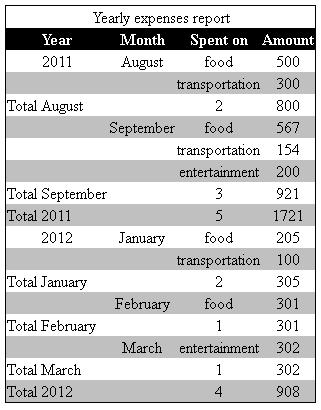 Yearly expenses report
Year Month Spent on Amount
2011 August food 500
transportation 300
Total August 2 800
September food 567
transportation 154
entertainment 200
Total September 3 921
Total 2011 5 1721
2012 January food 205
transportation 100
Total January 2 305
February food 301
Total February 1 301
March entertainment 302
Total March 1 302
Total 2012 4 908